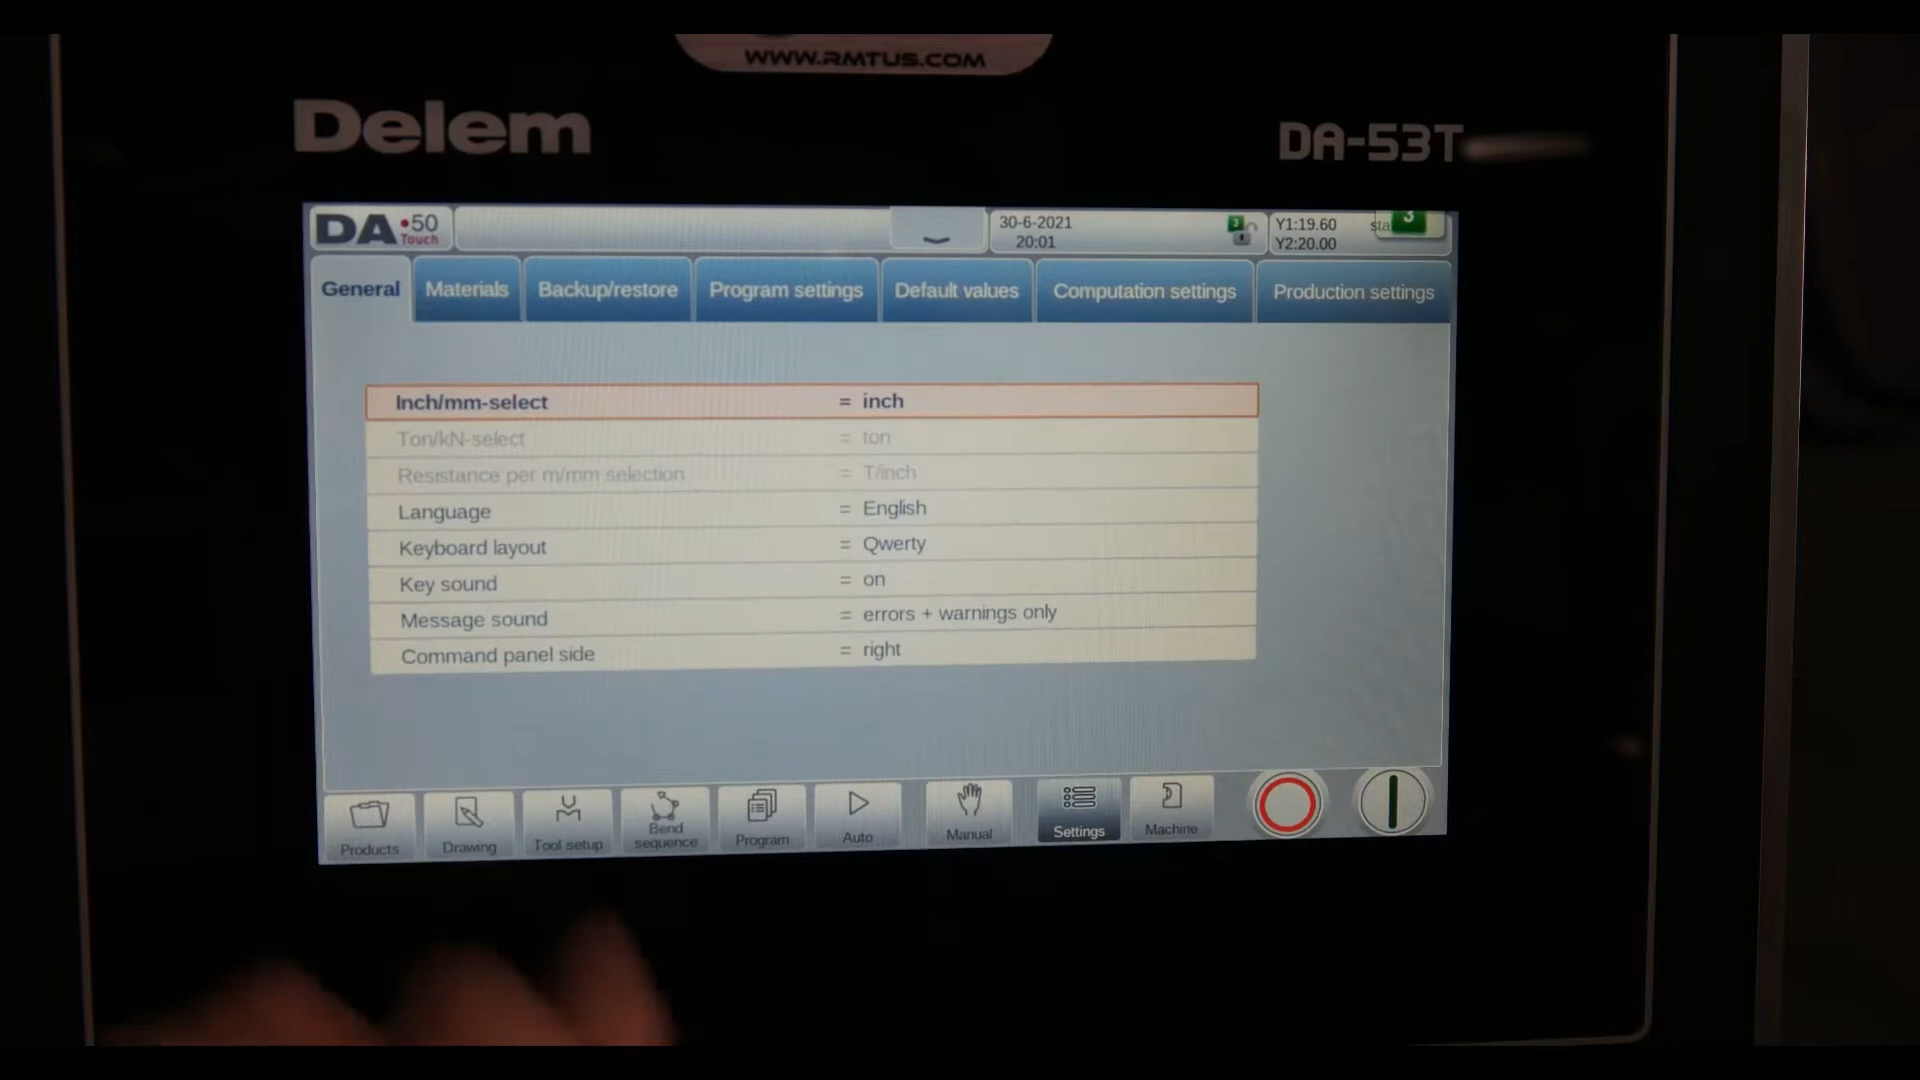 WWW.RMTUS.COM
Delem
DA-53T
DA 50 Touch
30-6-2021
20:01
3
Y1:19.60
Y2:20.00
sta
3
General
Materials
Backup/restore
Program settings
Default values
Computation settings
Production settings
Inch/mm-select = inch
Ton/kN-select = ton
Resistance per m/mm selection = T/inch
Language = English
Keyboard layout = Qwerty
Key sound = on
Message sound = errors + warnings only
Command panel side = right
Products
Drawing
Tool setup
Bend
sequence
Program
Auto
Manual
Settings
Machine